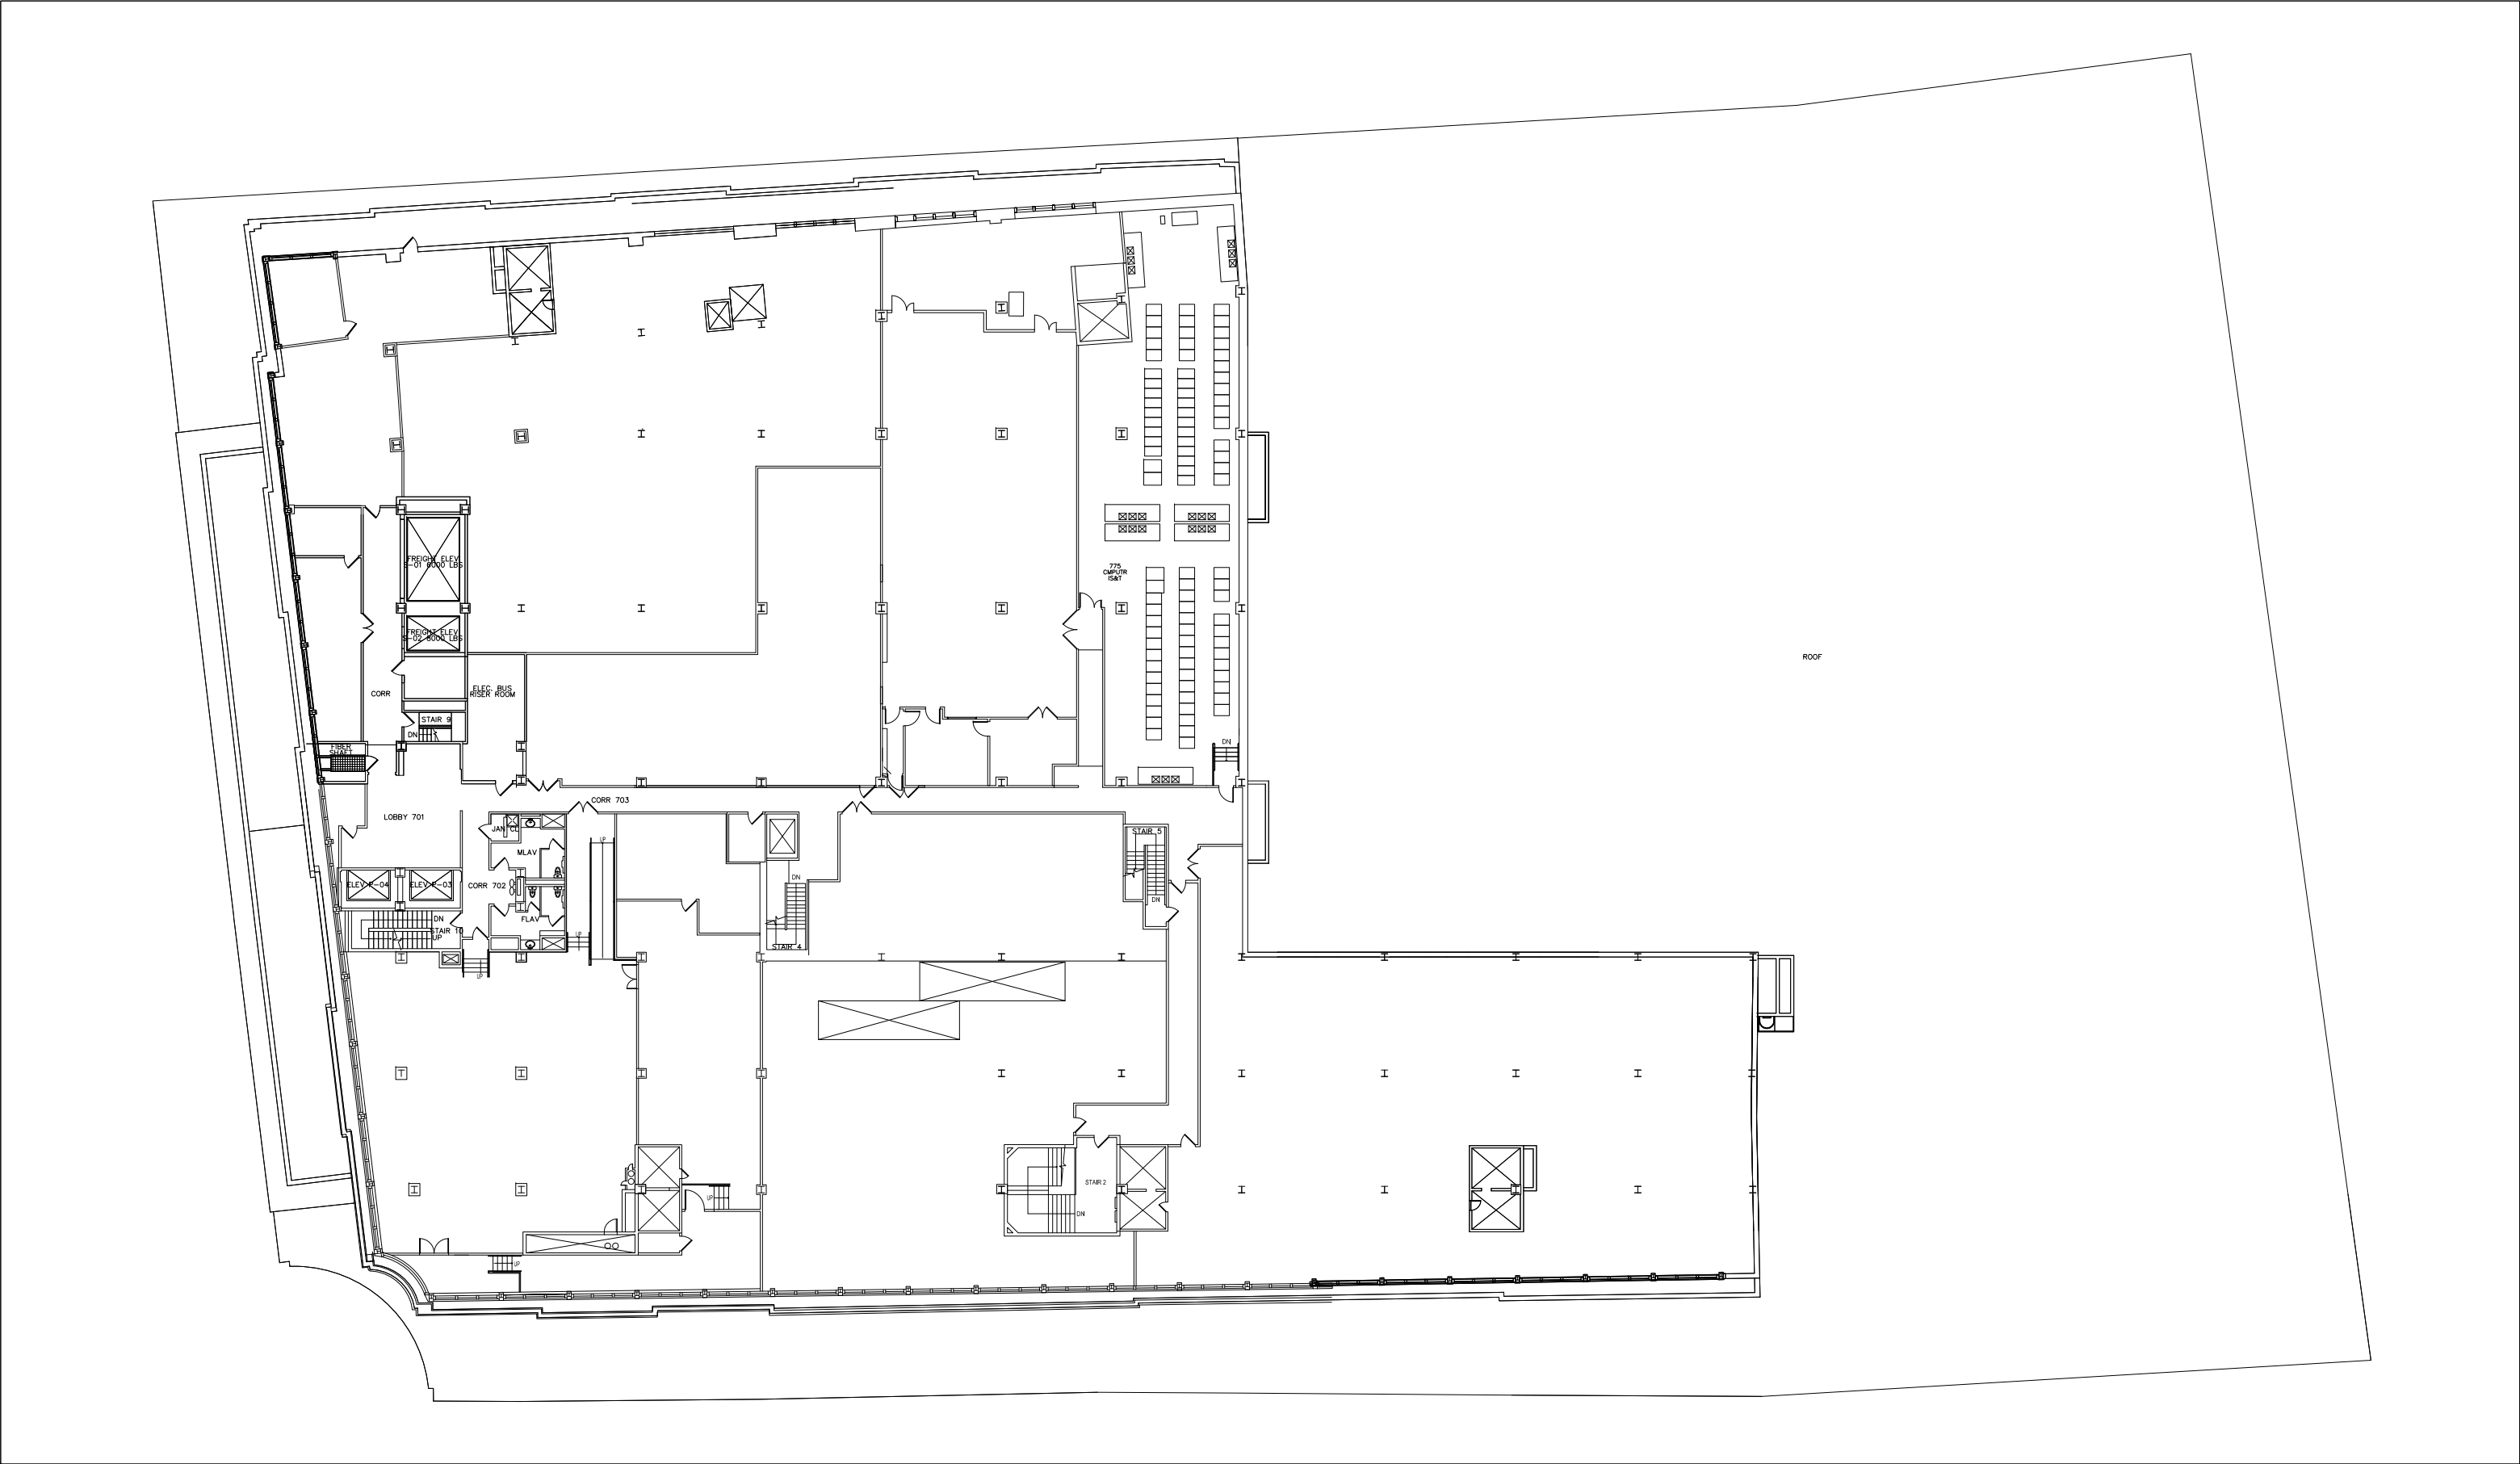 FREIGHT ELEV
S-01 6000 LBS
775
CMPUTR
IS&T
FREIGHT ELEV
S-02 8000 LBS
ROOF
CORR
ELEC. BUS
RISER ROOM
STAIR 9
DN
FIBER
SHAFT
DN
CORR 703
LOBBY 701
JAN CL
STAIR 5
UP
MLAV
DN
ELEV P-04
ELEV P-03
CORR 702
DN
FLAV
DN
STAIR 10
UP
UP
STAIR 4
UP
STAIR 2
UP
DN
UP